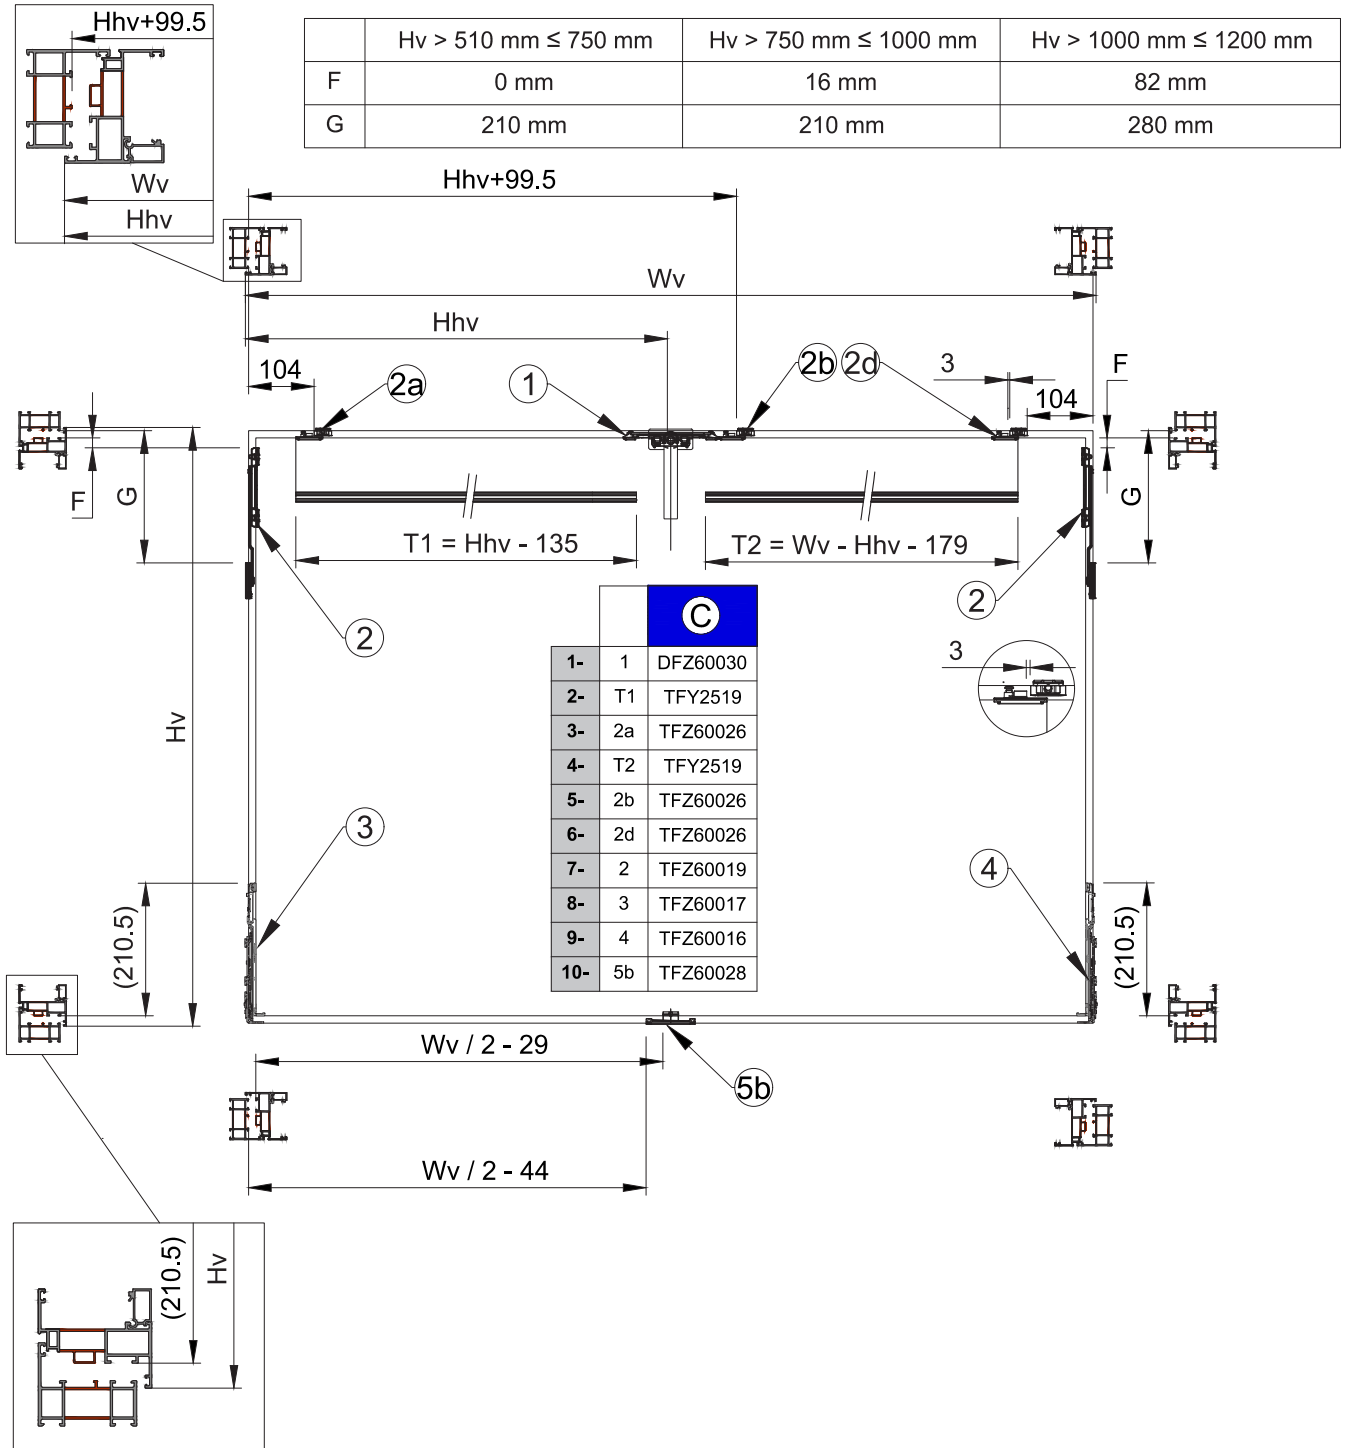 Hhv+99.5
Hv > 510 mm ≤ 750 mm
Hv > 750 mm ≤ 1000 mm
Hv > 1000 mm ≤ 1200 mm
F
0 mm
16 mm
82 mm
G
210 mm
210 mm
280 mm
Wv
Hhv
Hhv+99.5
Wv
Hhv
104
2a
1
2b
2d
3
F
104
F
G
G
T1 = Hhv - 135
T2 = Wv - Hhv - 179
2
2
C
1- 1 DFZ60030
2- T1 TFY2519
3- 2a TFZ60026
4- T2 TFY2519
5- 2b TFZ60026
6- 2d TFZ60026
7- 2 TFZ60019
8- 3 TFZ60017
9- 4 TFZ60016
10- 5b TFZ60028
3
Hv
3
4
(210.5)
(210.5)
Wv / 2 - 29
5b
Wv / 2 - 44
(210.5)
Hv